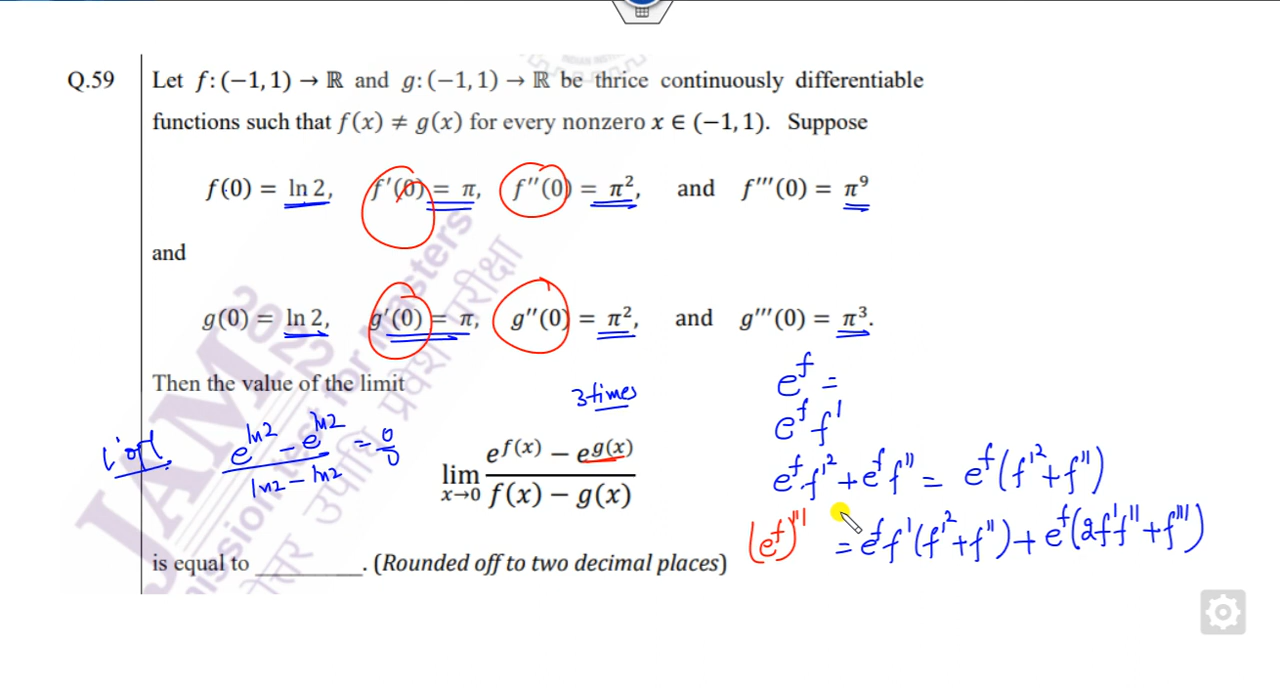 Q.59 Let f:(−1,1) → ℝ and g:(−1,1) → ℝ be thrice continuously differentiable
functions such that f(x) ≠ g(x) for every nonzero x ∈ (−1,1). Suppose
f(0) = ln 2, f′(0) = π, f″(0) = π², and f‴(0) = π⁹
and
g(0) = ln 2, g′(0) = π, g″(0) = π², and g‴(0) = π³.
Then the value of the limit
3 times
e^f =
e^f f'
L'oH. (e^{ln2} − e^{ln2})/(ln2 − ln2) = 0/0
lim_{x→0} (e^{f(x)} − e^{g(x)})/(f(x) − g(x))
e^f f'² + e^f f'' = e^f (f'² + f'')
(e^f)''' = e^f f' (f'² + f'') + e^f (2f'f'' + f''')
is equal to ________. (Rounded off to two decimal places)
JAM 2022